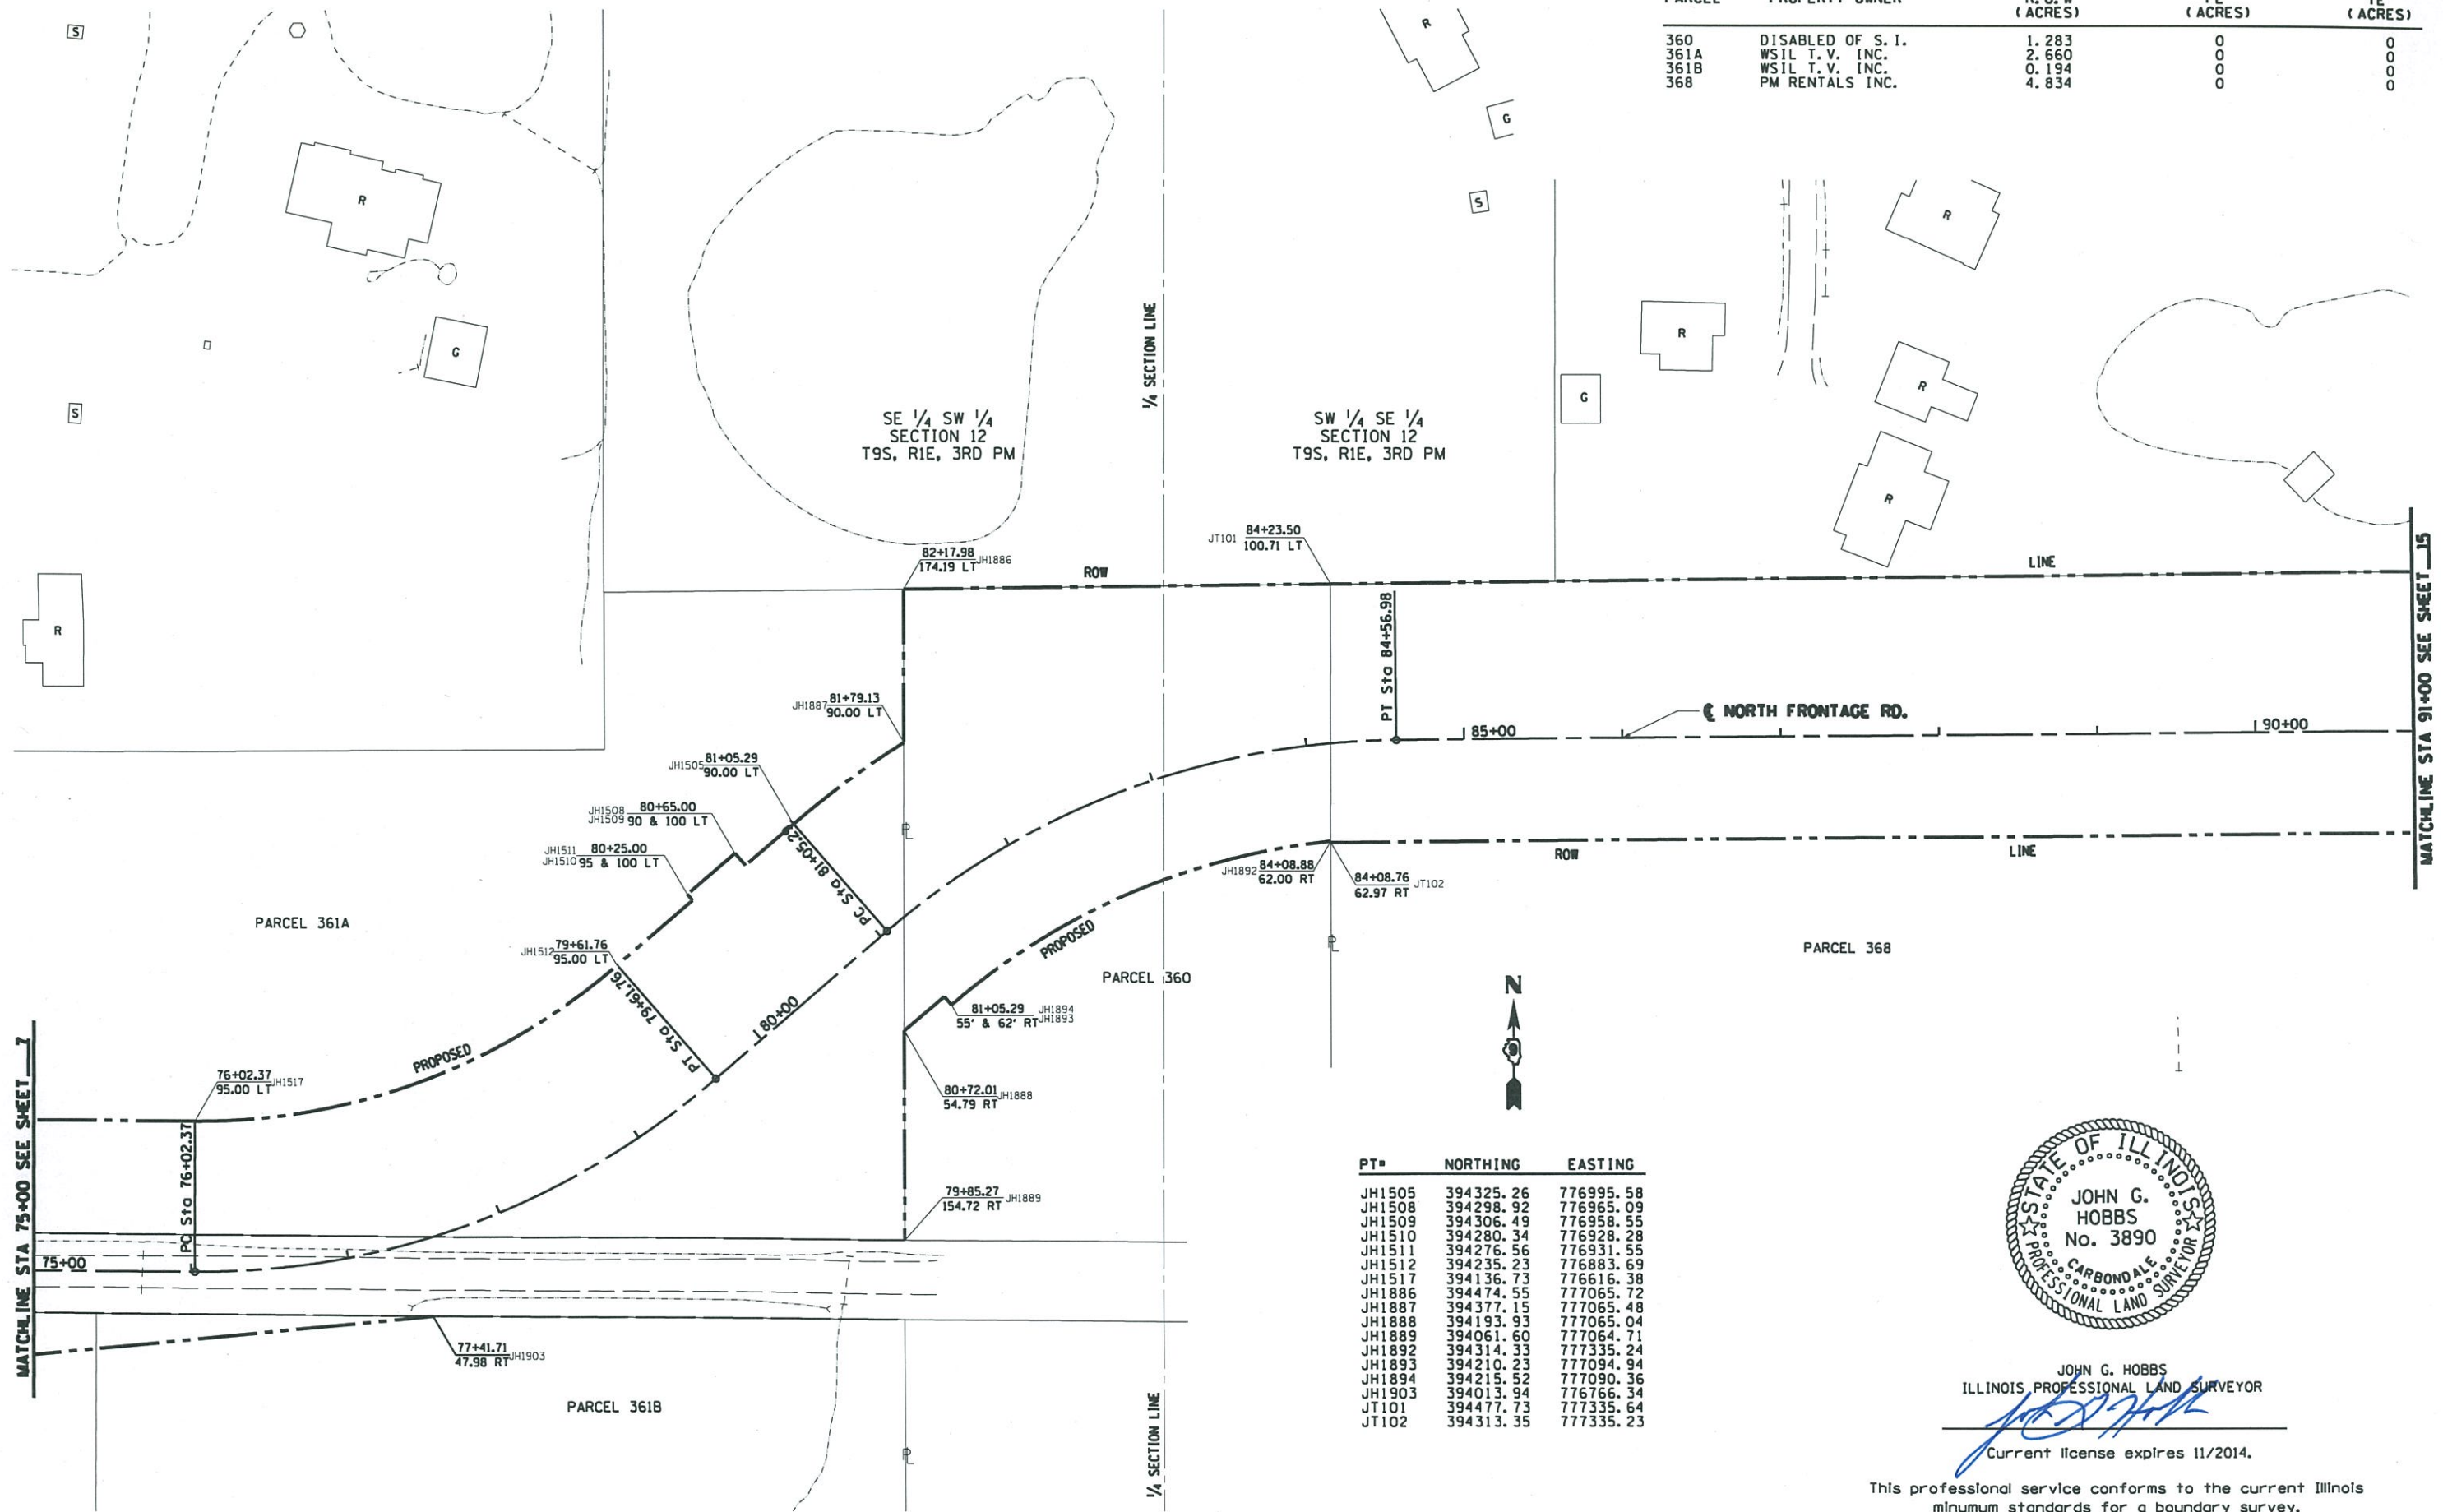 (ACRES) (ACRES) (ACRES)
360 DISABLED OF S. I. 1.283 0 0
361A WSIL T.V. INC. 2.660 0 0
361B WSIL T.V. INC. 0.194 0 0
368 PM RENTALS INC. 4.834 0 0
S
R
G
S
R
R
G
S
R
R
G
R
R
1/4 SECTION LINE
SE 1/4 SW 1/4
SECTION 12
T9S, R1E, 3RD PM
SW 1/4 SE 1/4
SECTION 12
T9S, R1E, 3RD PM
82+17.98 JH1886
174.19 LT
JT101 84+23.50
100.71 LT
ROW
LINE
PT Sta 84+56.98
MATCHLINE STA 91+00 SEE SHEET 15
JH1887 81+79.13
90.00 LT
℄ NORTH FRONTAGE RD.
85+00
90+00
JH1505 81+05.29
90.00 LT
JH1508 80+65.00
JH1509 90 & 100 LT
JH1511 80+25.00
JH1510 95 & 100 LT
PC Sta 81+05.2
PL
ROW
LINE
JH1892 84+08.88
62.00 RT
84+08.76 JT102
62.97 RT
PARCEL 361A
JH1512 79+61.76
95.00 LT
PT Sta 79+61.76
80+00
PROPOSED
PL
PARCEL 368
PARCEL 360
81+05.29 JH1894
55' & 62' RT JH1893
N
PROPOSED
76+02.37 JH1517
95.00 LT
80+72.01 JH1888
54.79 RT
PC Sta 76+02.37
79+85.27 JH1889
154.72 RT
MATCHLINE STA 75+00 SEE SHEET 7
75+00
77+41.71 JH1903
47.98 RT
PARCEL 361B
PL
1/4 SECTION LINE
PT# NORTHING EASTING
JH1505 394325.26 776995.58
JH1508 394298.92 776965.09
JH1509 394306.49 776958.55
JH1510 394280.34 776928.28
JH1511 394276.56 776931.55
JH1512 394235.23 776883.69
JH1517 394136.73 776616.38
JH1886 394474.55 777065.72
JH1887 394377.15 777065.48
JH1888 394193.93 777065.04
JH1889 394061.60 777064.71
JH1892 394314.33 777335.24
JH1893 394210.23 777094.94
JH1894 394215.52 777090.36
JH1903 394013.94 776766.34
JT101 394477.73 777335.64
JT102 394313.35 777335.23
STATE OF ILLINOIS
JOHN G.
HOBBS
No. 3890
CARBONDALE
PROFESSIONAL LAND SURVEYOR
JOHN G. HOBBS
ILLINOIS PROFESSIONAL LAND SURVEYOR
Current license expires 11/2014.
This professional service conforms to the current Illinois
minumum standards for a boundary survey.